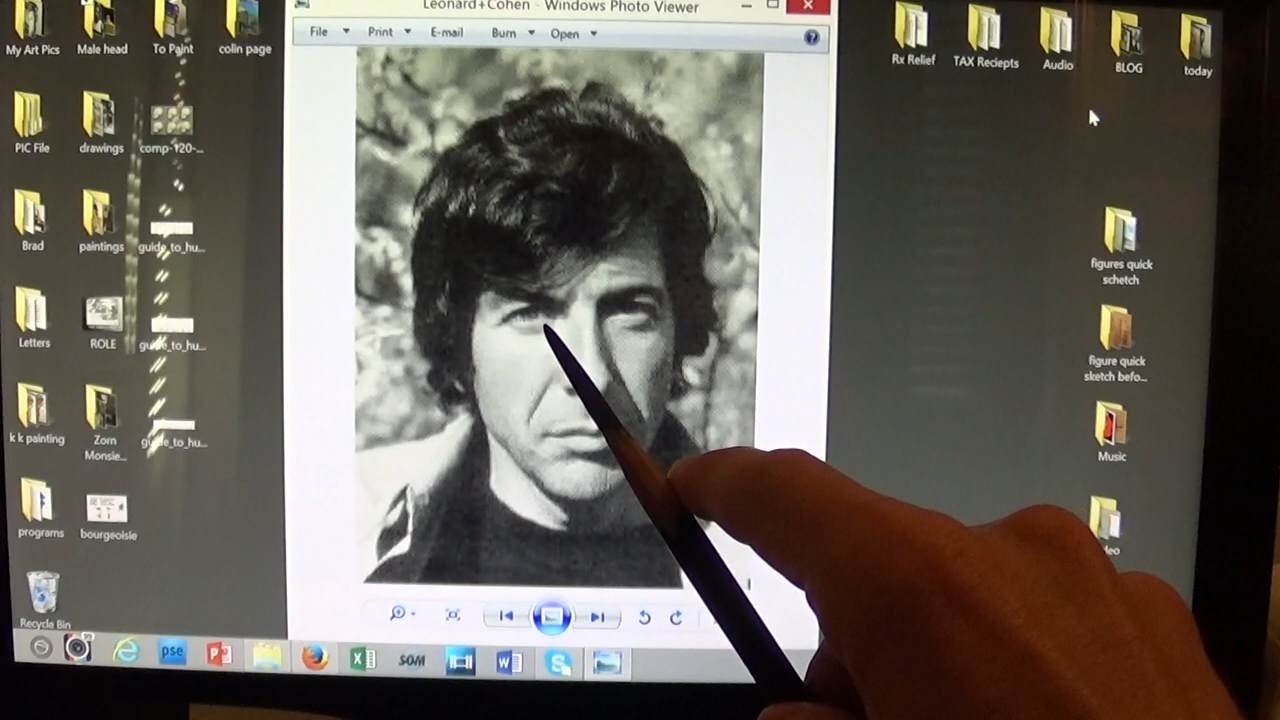 Leonard+Cohen - Windows Photo Viewer
File Print E-mail Burn Open
My Art Pics
Male head
To Paint
colin page
Rx Relief
TAX Reciepts
Audio
BLOG
today
PIC File
drawings
comp-120-...
Brad
paintings
guide_to_hu...
figures quick
schetch
Letters
ROLE
guide_to_hu...
figure quick
sketch befo...
k k painting
Zorn
Monsie...
guide_to_hu...
Music
programs
bourgeoisie
Recycle Bin
pse
SOM